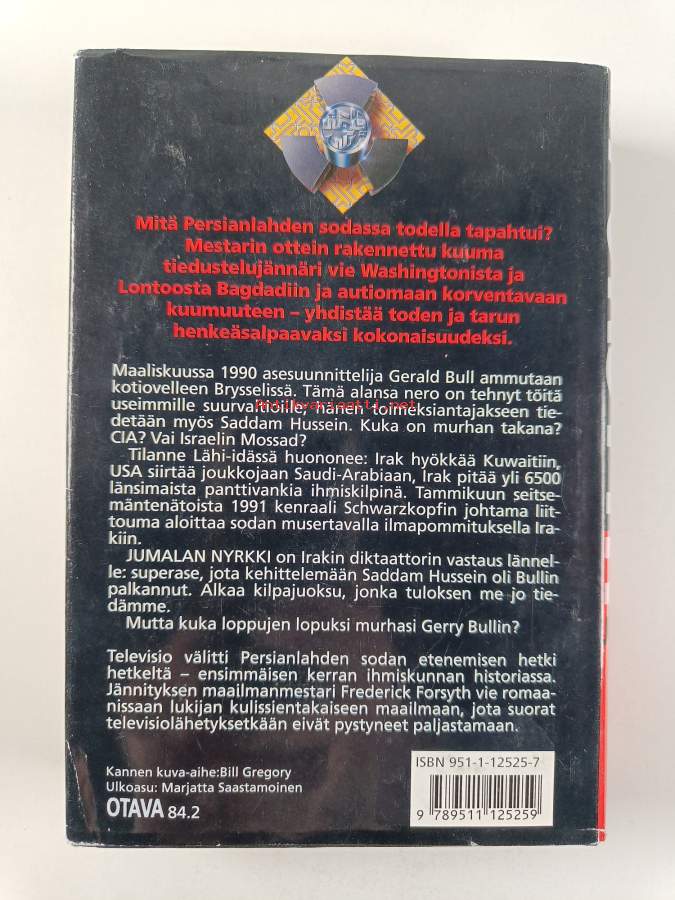 Mitä Persianlahden sodassa todella tapahtui?
Mestarin ottein rakennettu kuuma
tiedustelujännäri vie Washingtonista ja
Lontoosta Bagdadiin ja autiomaan korventavaan
kuumuuteen – yhdistää toden ja tarun
henkeäsalpaavaksi kokonaisuudeksi.
Maaliskuussa 1990 asesuunnittelija Gerald Bull ammutaan
kotiovelleen Brysselissä. Tämä alansa nero on tehnyt töitä
useimmille suurvalloille; hänen toimeksiantajakseen tie-
Antikvariaatti.net
detään myös Saddam Hussein. Kuka on murhan takana?
CIA? Vai Israelin Mossad?
Tilanne Lähi-idässä huononee: Irak hyökkää Kuwaitiin,
USA siirtää joukkojaan Saudi-Arabiaan, Irak pitää yli 6500
länsimaista panttivankia ihmiskilpinä. Tammikuun seitse-
mäntenätoista 1991 kenraali Schwarzkopfin johtama liit-
touma aloittaa sodan musertavalla ilmapommituksella Ira-
kiin.
JUMALAN NYRKKI on Irakin diktaattorin vastaus lännel-
le: superase, jota kehittelemään Saddam Hussein oli Bullin
palkannut. Alkaa kilpajuoksu, jonka tuloksen me jo tie-
dämme.
Mutta kuka loppujen lopuksi murhasi Gerry Bullin?
Televisio välitti Persianlahden sodan etenemisen hetki
hetkeltä – ensimmäisen kerran ihmiskunnan historiassa.
Jännityksen maailmanmestari Frederick Forsyth vie romaa-
nissaan lukijan kulissientakaiseen maailmaan, jota suorat
televisiolähetyksetkään eivät pystyneet paljastamaan.
Kannen kuva-aihe:Bill Gregory
Ulkoasu: Marjatta Saastamoinen
OTAVA 84.2
ISBN 951-1-12525-7
9 789511 125259